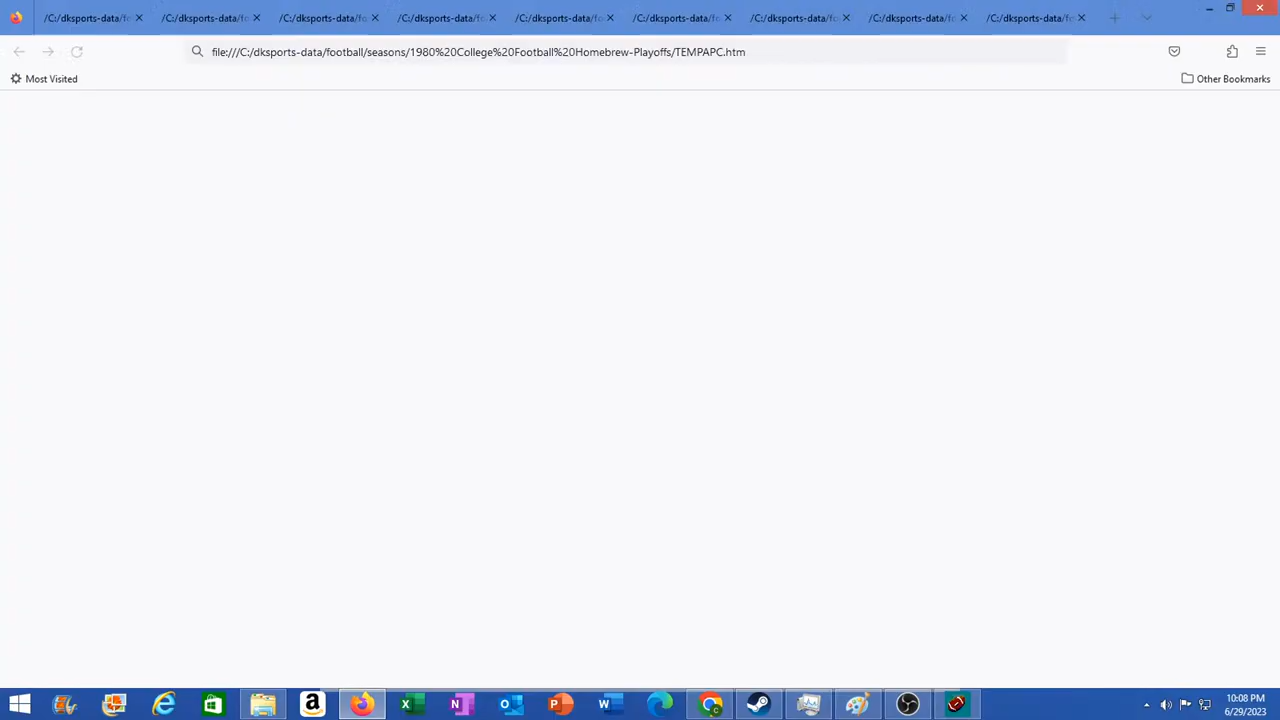 /C:/dksports-data/fo /C:/dksports-data/fo /C:/dksports-data/fo /C:/dksports-data/fo /C:/dksports-data/fo /C:/dksports-data/fo /C:/dksports-data/fo /C:/dksports-data/fo /C:/dksports-data/fo
file:///C:/dksports-data/football/seasons/1980%20College%20Football%20Homebrew-Playoffs/TEMPAPC.htm
Most Visited Other Bookmarks
10:08 PM
6/29/2023